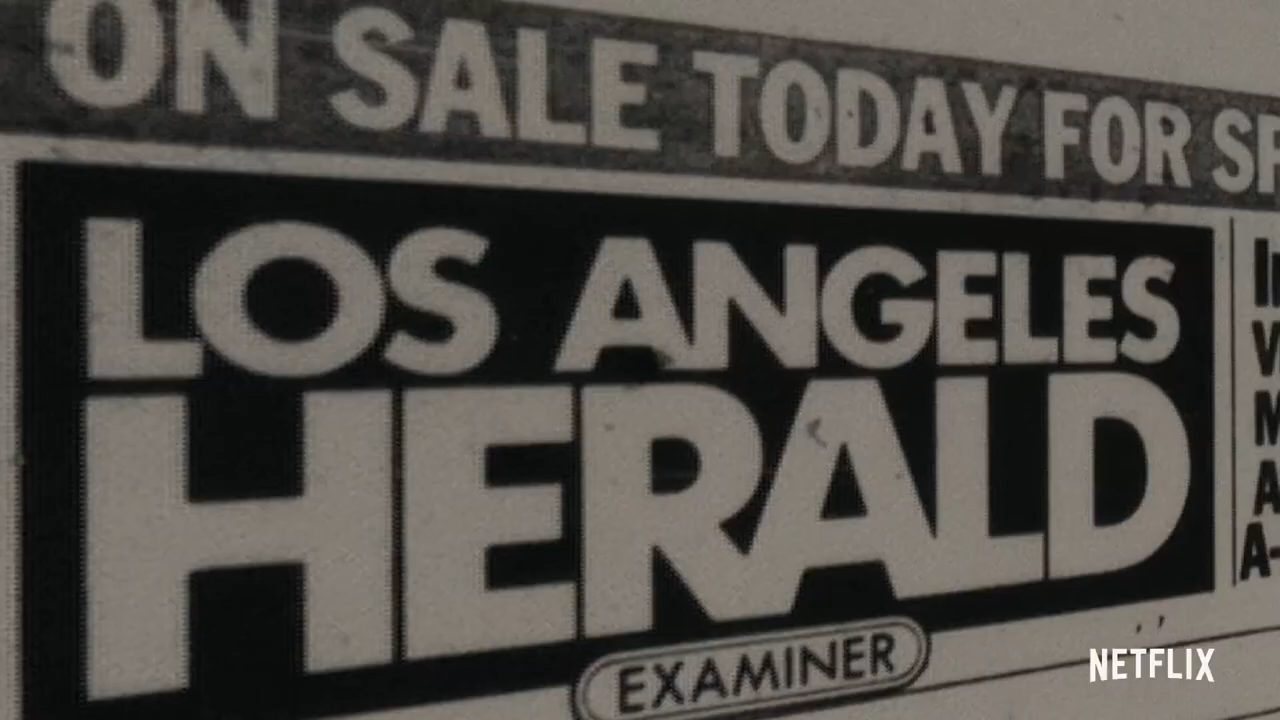 ON SALE TODAY FOR
LOS ANGELES
HERALD
EXAMINER
NETFLIX